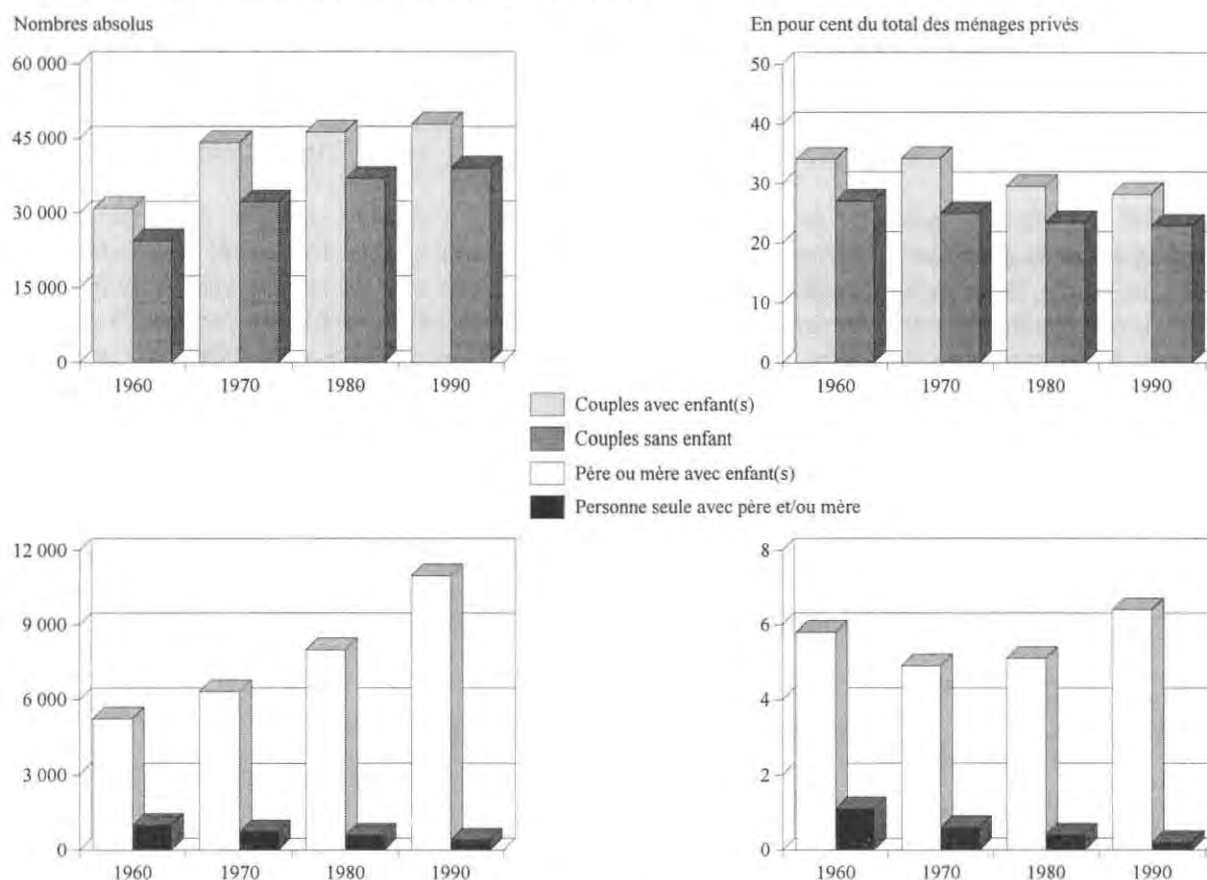 Nombres absolus
En pour cent du total des ménages privés
60 000
45 000
30 000
15 000
0
1960 1970 1980 1990
50
40
30
20
10
0
1960 1970 1980 1990
Couples avec enfant(s)
Couples sans enfant
Père ou mère avec enfant(s)
Personne seule avec père et/ou mère
12 000
9 000
6 000
3 000
0
1960 1970 1980 1990
8
6
4
2
0
1960 1970 1980 1990